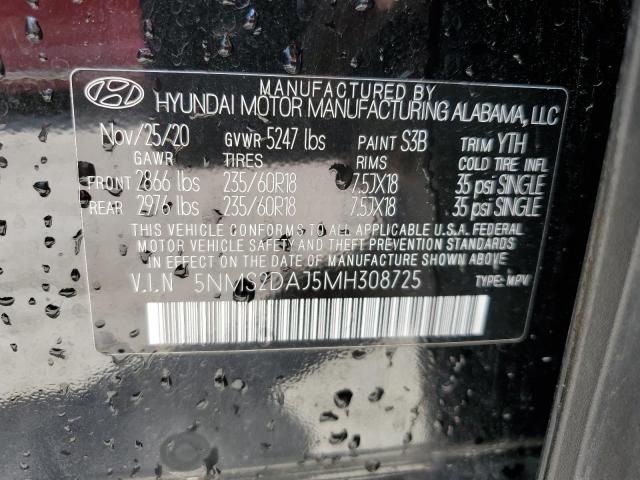 MANUFACTURED BY
HYUNDAI MOTOR MANUFACTURING ALABAMA, LLC
Nov/25/20 GVWR 5247 lbs PAINT S3B TRIM YTH
GAWR TIRES RIMS COLD TIRE INFL
FRONT 2866 lbs 235/60R18 7.5JX18 35 psi SINGLE
REAR 2976 lbs 235/60R18 7.5JX18 35 psi SINGLE
THIS VEHICLE CONFORMS TO ALL APPLICABLE U.S.A FEDERAL
MOTOR VEHICLE SAFETY AND THEFT PREVENTION STANDARDS
IN EFFECT ON THE DATE OF MANUFACTURE SHOWN ABOVE
V.I.N 5NMS2DAJ5MH308725 TYPE: MPV